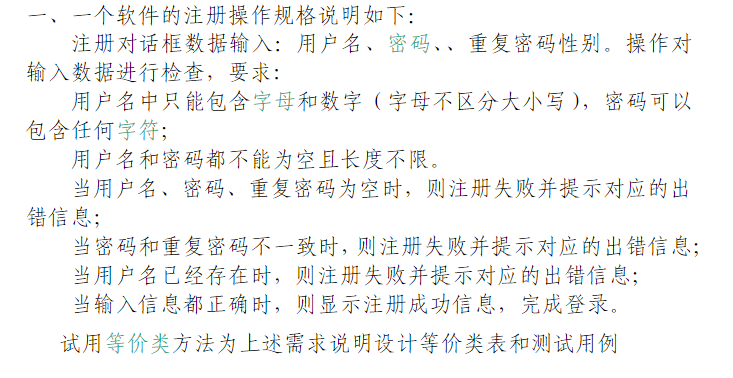 一、一个软件的注册操作规格说明如下：
注册对话框数据输入：用户名、密码、、重复密码性别。操作对
输入数据进行检查，要求：
用户名中只能包含字母和数字（字母不区分大小写），密码可以
包含任何字符；
用户名和密码都不能为空且长度不限。
当用户名、密码、重复密码为空时，则注册失败并提示对应的出
错信息；
当密码和重复密码不一致时，则注册失败并提示对应的出错信息；
当用户名已经存在时，则注册失败并提示对应的出错信息；
当输入信息都正确时，则显示注册成功信息，完成登录。
试用等价类方法为上述需求说明设计等价类表和测试用例